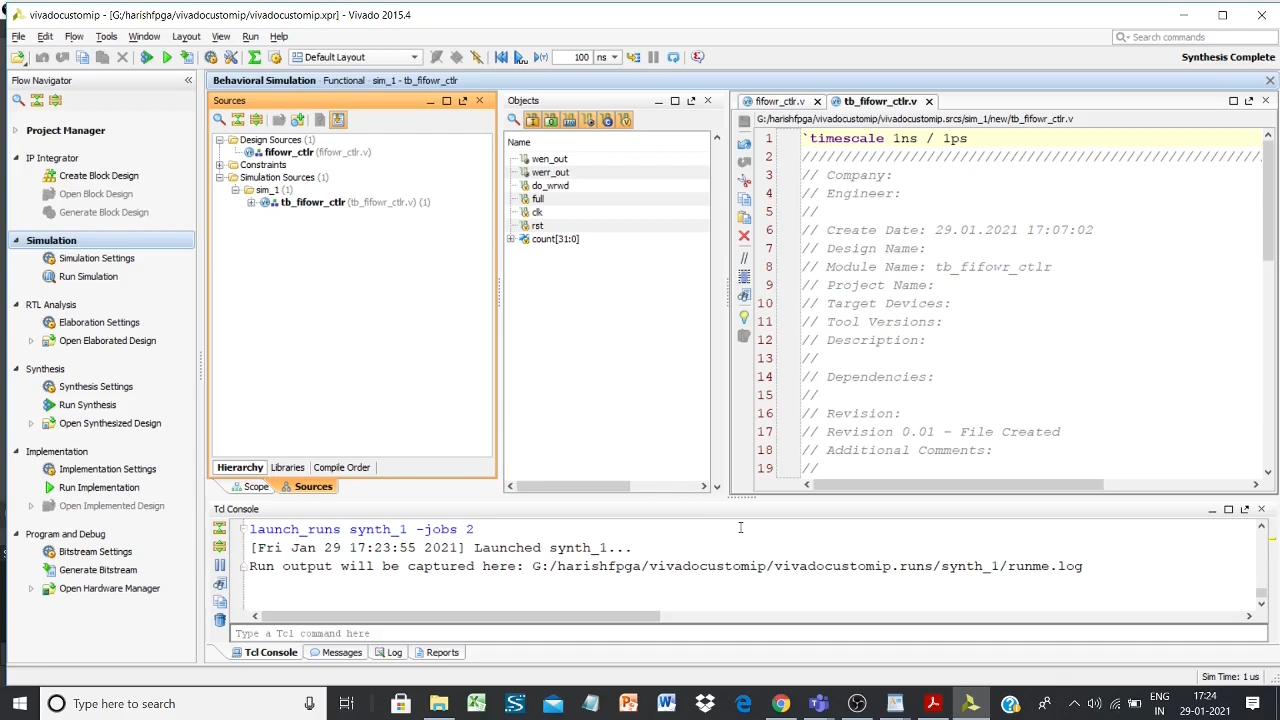 vivadocustomip - [G:/harishfpga/vivadocustomip/vivadocustomip.xpr] - Vivado 2015.4
File Edit Flow Tools Window Layout View Run Help
Search commands
Default Layout
100 ns
Synthesis Complete
Flow Navigator
Project Manager
IP Integrator
Create Block Design
Open Block Design
Generate Block Design
Simulation
Simulation Settings
Run Simulation
RTL Analysis
Elaboration Settings
Open Elaborated Design
Synthesis
Synthesis Settings
Run Synthesis
Open Synthesized Design
Implementation
Implementation Settings
Run Implementation
Open Implemented Design
Program and Debug
Bitstream Settings
Generate Bitstream
Open Hardware Manager
Behavioral Simulation - Functional - sim_1 - tb_fifowr_ctlr
Sources
Design Sources (1)
fifowr_ctlr (fifowr_ctlr.v)
Constraints
Simulation Sources (1)
sim_1 (1)
tb_fifowr_ctlr (tb_fifowr_ctlr.v) (1)
Hierarchy Libraries Compile Order
Scope Sources
Objects
Name
wen_out
werr_out
do_wrwd
full
clk
rst
count[31:0]
fifowr_ctlr.v tb_fifowr_ctlr.v
G:/harishfpga/vivadocustomip/vivadocustomip.srcs/sim_1/new/tb_fifowr_ctlr.v
1 `timescale 1ns / 1ps
2 //////////////////////////////////////////////////////
3 // Company:
4 // Engineer:
5 //
6 // Create Date: 29.01.2021 17:07:02
7 // Design Name:
8 // Module Name: tb_fifowr_ctlr
9 // Project Name:
10 // Target Devices:
11 // Tool Versions:
12 // Description:
13 //
14 // Dependencies:
15 //
16 // Revision:
17 // Revision 0.01 - File Created
18 // Additional Comments:
19 //
Tcl Console
launch_runs synth_1 -jobs 2
[Fri Jan 29 17:23:55 2021] Launched synth_1...
Run output will be captured here: G:/harishfpga/vivadocustomip/vivadocustomip.runs/synth_1/runme.log
Type a Tcl command here
Tcl Console Messages Log Reports
Sim Time: 1 us
Type here to search
ENG
IN
17:24
29-01-2021